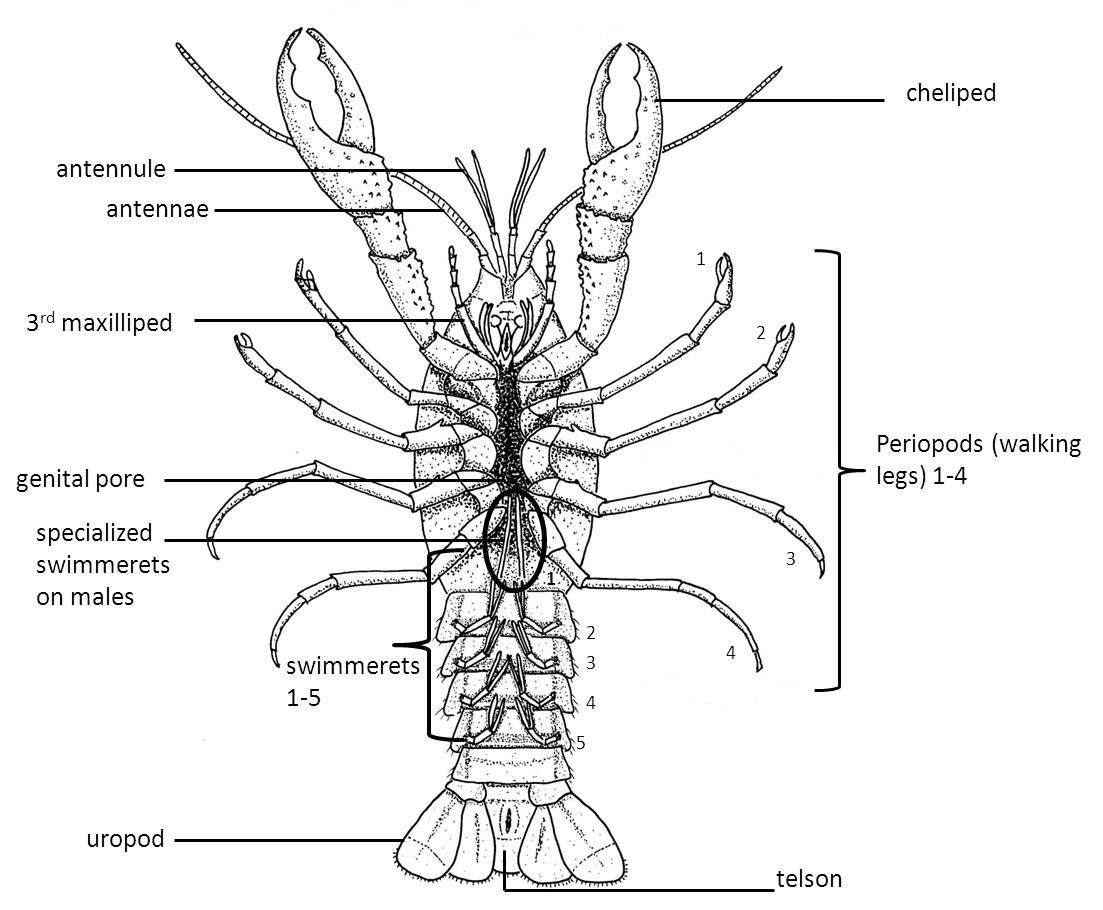 cheliped
antennule
antennae
1
2
3rd maxilliped
Periopods (walking
legs) 1-4
genital pore
specialized
swimmerets
on males
3
1
2
4
3
swimmerets
1-5
4
5
uropod
telson